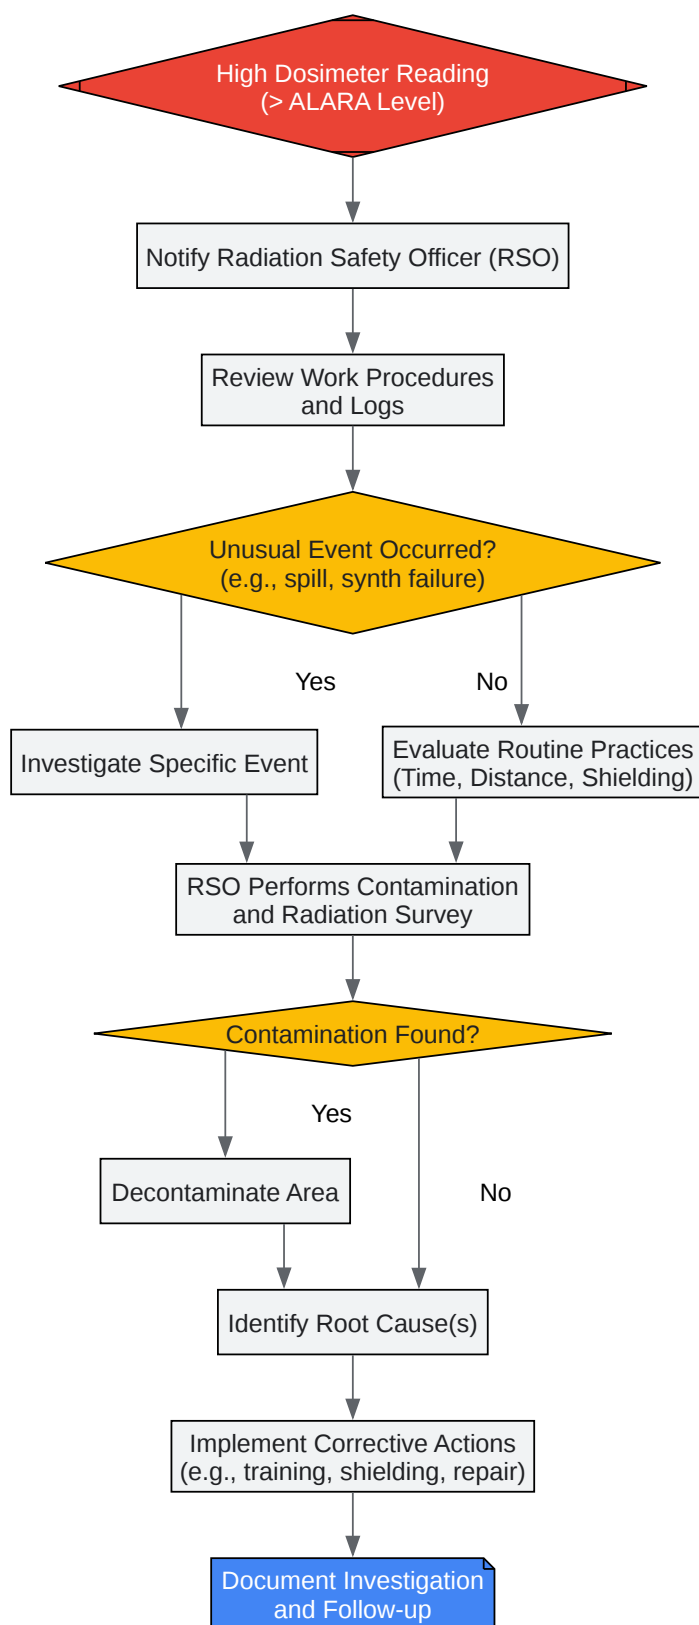 High Dosimeter Reading
(> ALARA Level)
Notify Radiation Safety Officer (RSO)
Review Work Procedures
and Logs
Unusual Event Occurred?
(e.g., spill, synth failure)
Yes
No
Investigate Specific Event
Evaluate Routine Practices
(Time, Distance, Shielding)
RSO Performs Contamination
and Radiation Survey
Contamination Found?
Yes
Decontaminate Area
No
Identify Root Cause(s)
Implement Corrective Actions
(e.g., training, shielding, repair)
Document Investigation
and Follow-up